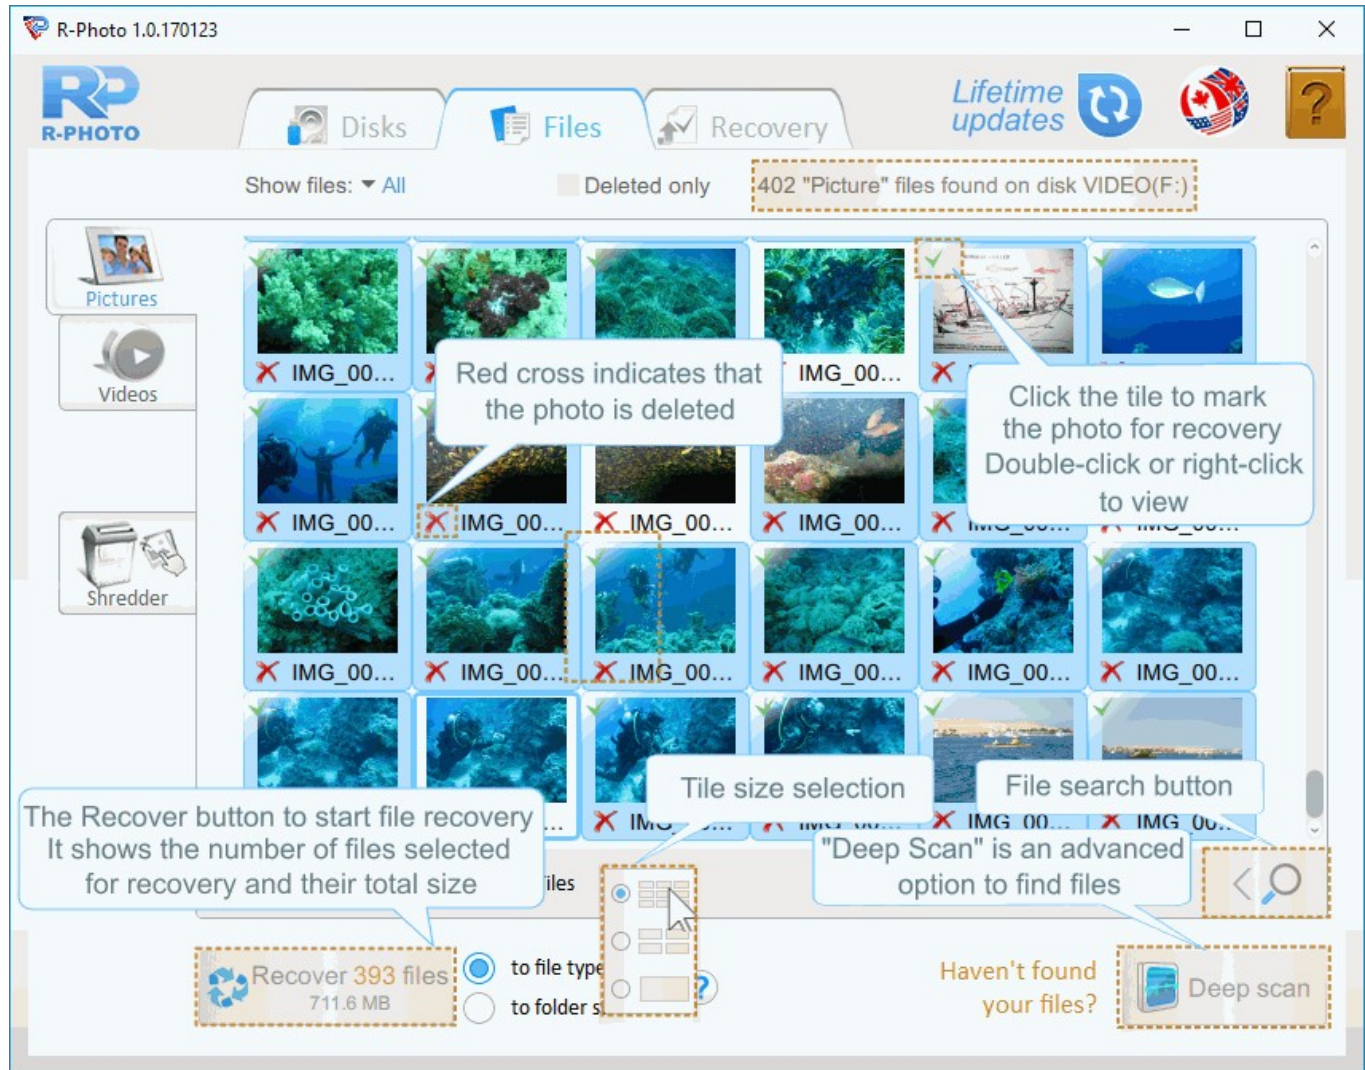 R-Photo 1.0.170123
R-PHOTO
Disks
Files
Recovery
Lifetime
updates
?
Show files: All
Deleted only
402 "Picture" files found on disk VIDEO(F:)
Pictures
Videos
Shredder
IMG_00...
IMG_00...
Red cross indicates that
the photo is deleted
Click the tile to mark
the photo for recovery
Double-click or right-click
to view
IMG_00...
IMG_00...
IMG_00...
IMG_00...
IMG_00...
IMG_00...
IMG_00...
IMG_00...
IMG_00...
IMG_00...
IMG_00...
The Recover button to start file recovery
It shows the number of files selected
for recovery and their total size
Tile size selection
File search button
"Deep Scan" is an advanced
option to find files
Recover 393 files
711.6 MB
to file type
to folder
?
Haven't found
your files?
Deep scan